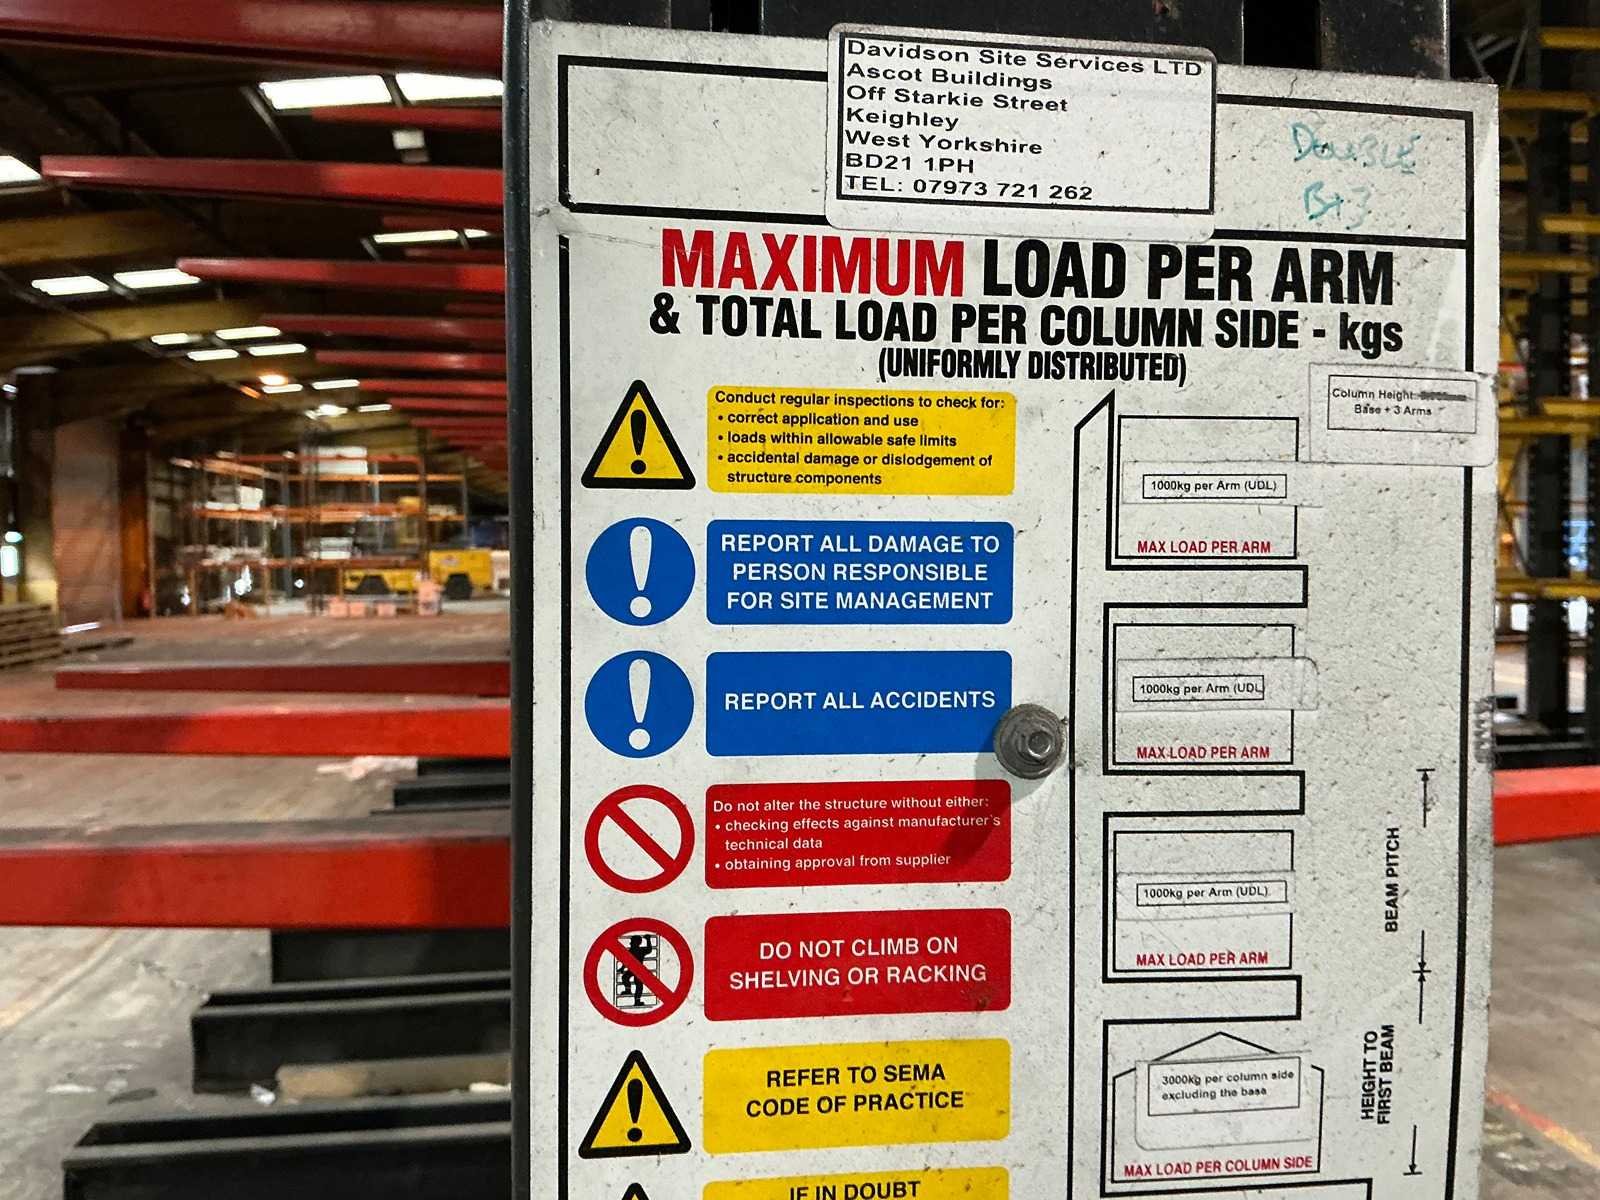 Davidson Site Services LTD
Ascot Buildings
Off Starkie Street
Keighley
West Yorkshire
BD21 1PH
TEL: 07973 721 262
DOUBLE
B+3
MAXIMUM LOAD PER ARM
& TOTAL LOAD PER COLUMN SIDE - kgs
(UNIFORMLY DISTRIBUTED)
Conduct regular inspections to check for:
• correct application and use
• loads within allowable safe limits
• accidental damage or dislodgement of
structure components
REPORT ALL DAMAGE TO
PERSON RESPONSIBLE
FOR SITE MANAGEMENT
REPORT ALL ACCIDENTS
Do not alter the structure without either:
• checking effects against manufacturer's
technical data
• obtaining approval from supplier
DO NOT CLIMB ON
SHELVING OR RACKING
REFER TO SEMA
CODE OF PRACTICE
IF IN DOUBT
Column Height:
Base + 3 Arms
1000kg per Arm (UDL)
MAX LOAD PER ARM
1000kg per Arm (UDL
MAX LOAD PER ARM
1000kg per Arm (UDL)
MAX LOAD PER ARM
3000kg per column side
excluding the base
MAX LOAD PER COLUMN SIDE
BEAM PITCH
HEIGHT TO
FIRST BEAM